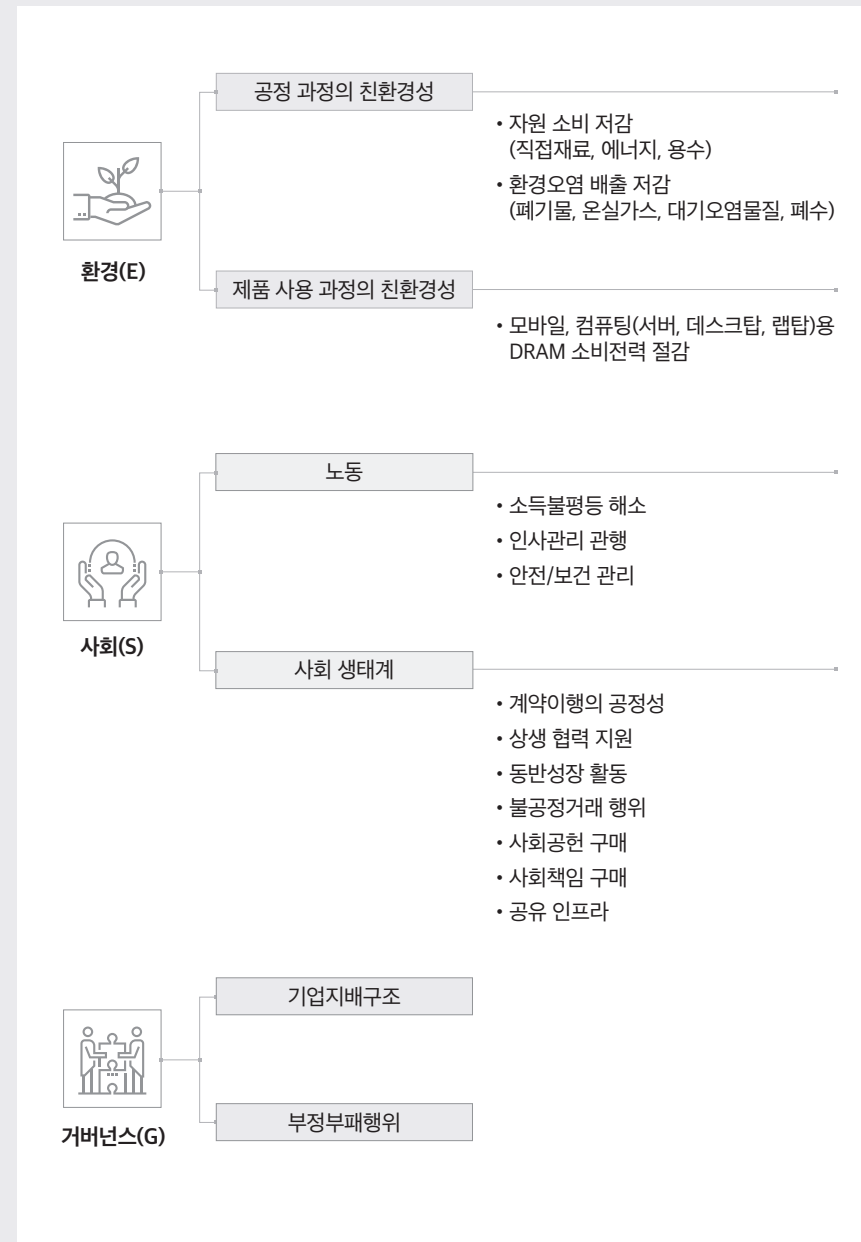 공정 과정의 친환경성
• 자원 소비 저감
(직접재료, 에너지, 용수)
• 환경오염 배출 저감
(폐기물, 온실가스, 대기오염물질, 폐수)
환경(E)
제품 사용 과정의 친환경성
• 모바일, 컴퓨팅(서버, 데스크탑, 랩탑)용
DRAM 소비전력 절감
노동
• 소득불평등 해소
• 인사관리 관행
• 안전/보건 관리
사회(S)
사회 생태계
• 계약이행의 공정성
• 상생 협력 지원
• 동반성장 활동
• 불공정거래 행위
• 사회공헌 구매
• 사회책임 구매
• 공유 인프라
기업지배구조
거버넌스(G)
부정부패행위